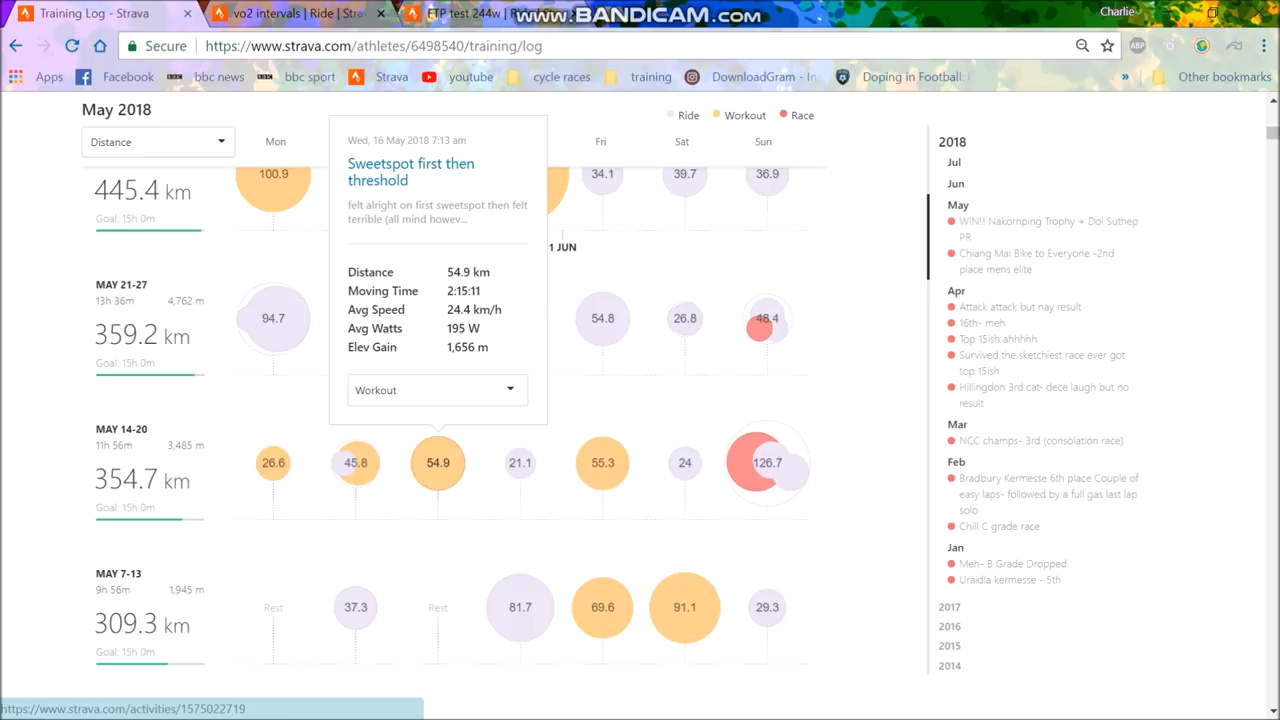 Training Log - Strava
vo2 intervals | Ride | Stra
FTP test 244w | Ride
www.BANDICAM.com
Charlie
Secure
https://www.strava.com/athletes/6498540/training/log
ABP
Apps
Facebook
bbc news
bbc sport
Strava
youtube
cycle races
training
DownloadGram - In
Doping in Football:
»
Other bookmarks
May 2018
Ride
Workout
Race
Distance
Mon
Fri
Sat
Sun
445.4 km
Goal: 15h 0m
100.9
34.1
39.7
36.9
1 JUN
Wed, 16 May 2018 7:13 am
Sweetspot first then
threshold
felt alright on first sweetspot then felt
terrible (all mind howev...
Distance 54.9 km
Moving Time 2:15:11
Avg Speed 24.4 km/h
Avg Watts 195 W
Elev Gain 1,656 m
Workout
MAY 21-27
13h 36m 4,762 m
359.2 km
Goal: 15h 0m
94.7
54.8
26.8
48.4
MAY 14-20
11h 56m 3,485 m
354.7 km
Goal: 15h 0m
26.6
45.8
54.9
21.1
55.3
24
126.7
MAY 7-13
9h 56m 1,945 m
309.3 km
Goal: 15h 0m
Rest
37.3
Rest
81.7
69.6
91.1
29.3
2018
Jul
Jun
May
WIN!! Nakornping Trophy + Doi Suthep
PR
Chiang Mai Bike to Everyone -2nd
place mens elite
Apr
Attack attack but nay result
16th- meh
Top 15ish ahhhhh
Survived the sketchiest race ever got
top 15ish
Hillingdon 3rd cat- dece laugh but no
result
Mar
NCC champs- 3rd (consolation race)
Feb
Bradbury Kermesse 6th place Couple of
easy laps- followed by a full gas last lap
solo
Chill C grade race
Jan
Meh- B Grade Dropped
Uraidla kermesse - 5th
2017
2016
2015
2014
https://www.strava.com/activities/1575022719